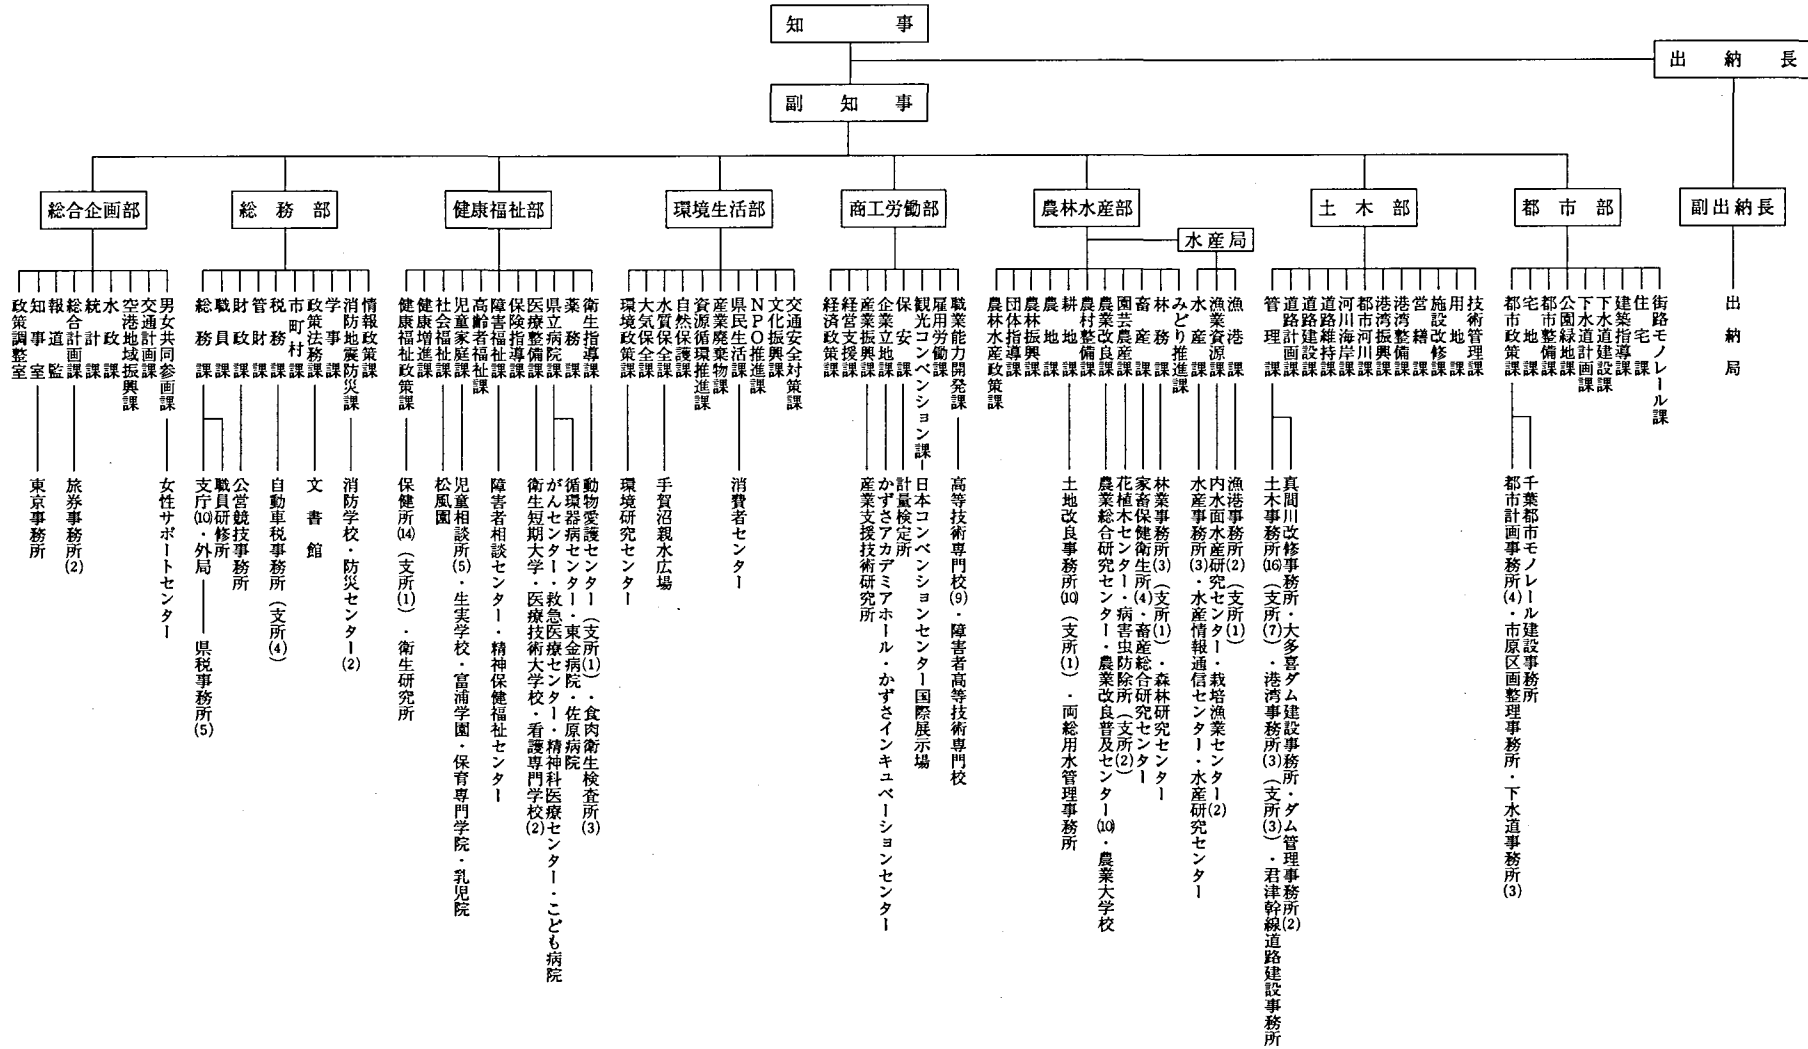 知事
出納長
副知事
総合企画部
総務部
健康福祉部
環境生活部
商工労働部
農林水産部
土木部
都市部
副出納長
水産局
政策調整室
知事室
報道監
総合計画課
統計課
水政課
空港地域振興課
交通計画課
男女共同参画課
総務課
職員課
財政課
管財課
税務課
市町村課
政策法務課
学事課
消防地震防災課
情報政策課
健康福祉政策課
健康増進課
社会福祉課
児童家庭課
高齢者福祉課
障害福祉課
保険指導課
医療整備課
県立病院課
薬務課
衛生指導課
環境政策課
大気保全課
水質保全課
自然保護課
資源循環推進課
産業廃棄物課
県民生活課
NPO推進課
文化振興課
交通安全対策課
経済政策課
経営支援課
産業振興課
企業立地課
保安課
観光コンベンション課
雇用労働課
職業能力開発課
農林水産政策課
団体指導課
農林振興課
農地課
耕地課
農村整備課
農業改良課
園芸農産課
畜産課
林務課
みどり推進課
水産課
漁業資源課
漁港課
管理課
道路計画課
道路建設課
道路維持課
河川海岸課
都市河川課
港湾振興課
港湾整備課
営繕課
施設改修課
用地課
技術管理課
都市政策課
宅地課
都市整備課
公園緑地課
下水道計画課
下水道建設課
建築指導課
住宅課
街路モノレール課
出納局
東京事務所
旅券事務所(2)
女性サポートセンター
支庁(10)・外局
県税事務所(5)
職員研修所
公営競技事務所
自動車税事務所(支所(4))
文書館
消防学校・防災センター(2)
保健所(14)(支所(1))・衛生研究所
松風園
児童相談所(5)・生実学校・富浦学園・保育専門学院・乳児院
障害者相談センター・精神保健福祉センター
衛生短期大学・医療技術大学校・看護専門学校(2)
がんセンター・救急医療センター・精神科医療センター・こども病院
循環器病センター・東金病院・佐原病院
動物愛護センター(支所(1))・食肉衛生検査所(3)
環境研究センター
手賀沼親水広場
消費者センター
産業支援技術研究所
かずさアカデミアホール・かずさインキュベーションセンター
計量検定所
日本コンベンションセンター国際展示場
高等技術専門校(9)・障害者高等技術専門校
土地改良事務所(10)(支所(1))・両総用水管理事務所
農業総合研究センター・農業改良普及センター(10)・農業大学校
花植木センター・病害虫防除所(支所(2))
家畜保健衛生所(4)・畜産総合研究センター
林業事務所(3)(支所(1))・森林研究センター
水産事務所(3)・水産情報通信センター・水産研究センター
内水面水産研究センター・栽培漁業センター(2)
漁港事務所(2)(支所(1))
土木事務所(16)(支所(7))・港湾事務所(3)(支所(3))・君津幹線道路建設事務所
真間川改修事務所・大多喜ダム建設事務所・ダム管理事務所(2)
都市計画事務所(4)・市原区画整理事務所・下水道事務所(3)
千葉都市モノレール建設事務所